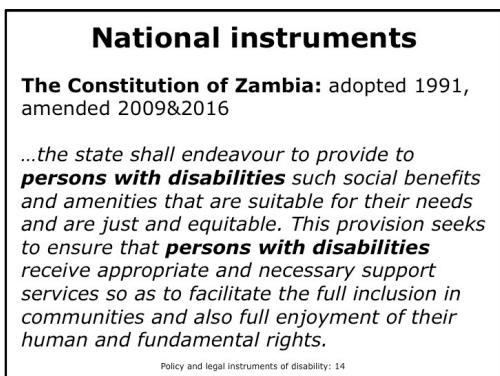 National instruments
The Constitution of Zambia: adopted 1991,
amended 2009&2016
…the state shall endeavour to provide to
persons with disabilities such social benefits
and amenities that are suitable for their needs
and are just and equitable. This provision seeks
to ensure that persons with disabilities
receive appropriate and necessary support
services so as to facilitate the full inclusion in
communities and also full enjoyment of their
human and fundamental rights.
Policy and legal instruments of disability: 14